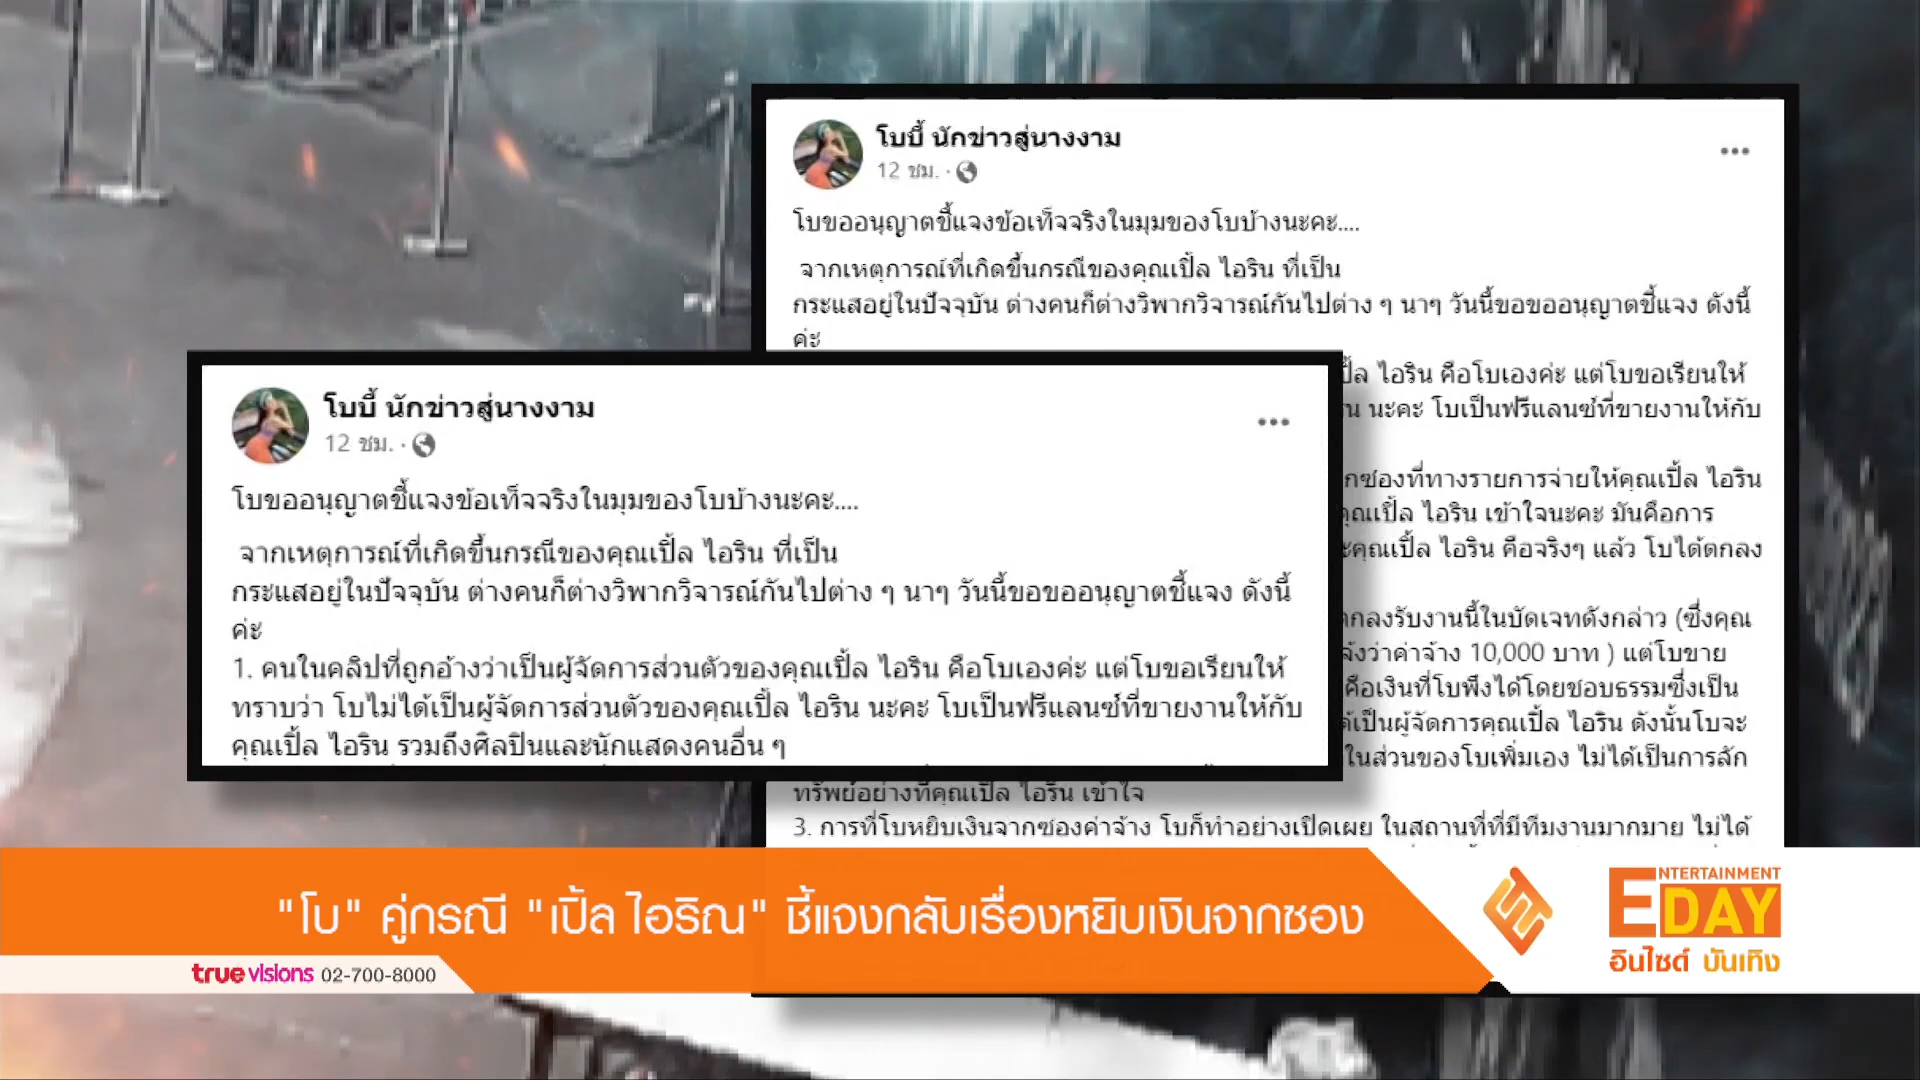 โบบี้ นักข่าวสู่นางงาม
12 ชม. ·
โบขออนุญาตชี้แจงข้อเท็จจริงในมุมของโบบ้างนะคะ....
จากเหตุการณ์ที่เกิดขึ้นกรณีของคุณเปิ้ล ไอริน ที่เป็น
กระแสอยู่ในปัจจุบัน ต่างคนก็ต่างวิพากวิจารณ์กันไปต่าง ๆ นาๆ วันนี้ขอขออนุญาตชี้แจง ดังนี้
ค่ะ
ไอริน คือโบเองค่ะ แต่โบขอเรียนให้
นะคะ โบเป็นฟรีแลนซ์ที่ขายงานให้กับ
ซองที่ทางรายการจ่ายให้คุณเปิ้ล ไอริน
คุณเปิ้ล ไอริน เข้าใจนะคะ มันคือการ
คุณเปิ้ล ไอริน คือจริงๆ แล้ว โบได้ตกลง
ตกลงรับงานนี้ในบัดเจทดังกล่าว (ซึ่งคุณ
ว่าค่าจ้าง 10,000 บาท ) แต่โบขาย
คือเงินที่โบพึงได้โดยชอบธรรมซึ่งเป็น
เป็นผู้จัดการคุณเปิ้ล ไอริน ดังนั้นโบจะ
ในส่วนของโบเพิ่มเอง ไม่ได้เป็นการลัก
ทรัพย์อย่างที่คุณเปิ้ล ไอริน เข้าใจ
3. การที่โบหยิบเงินจากซองค่าจ้าง โบก็ทำอย่างเปิดเผย ในสถานที่ที่มีทีมงานมากมาย ไม่ได้
โบบี้ นักข่าวสู่นางงาม
12 ชม. ·
โบขออนุญาตชี้แจงข้อเท็จจริงในมุมของโบบ้างนะคะ....
จากเหตุการณ์ที่เกิดขึ้นกรณีของคุณเปิ้ล ไอริน ที่เป็น
กระแสอยู่ในปัจจุบัน ต่างคนก็ต่างวิพากวิจารณ์กันไปต่าง ๆ นาๆ วันนี้ขอขออนุญาตชี้แจง ดังนี้
ค่ะ
1. คนในคลิปที่ถูกอ้างว่าเป็นผู้จัดการส่วนตัวของคุณเปิ้ล ไอริน คือโบเองค่ะ แต่โบขอเรียนให้
ทราบว่า โบไม่ได้เป็นผู้จัดการส่วนตัวของคุณเปิ้ล ไอริน นะคะ โบเป็นฟรีแลนซ์ที่ขายงานให้กับ
คุณเปิ้ล ไอริน รวมถึงศิลปินและนักแสดงคนอื่น ๆ
"โบ" คู่กรณี "เปิ้ล ไอริณ" ชี้แจงกลับเรื่องหยิบเงินจากซอง
ENTERTAINMENT
DAY
อินไซด์ บันเทิง
truevisions 02-700-8000